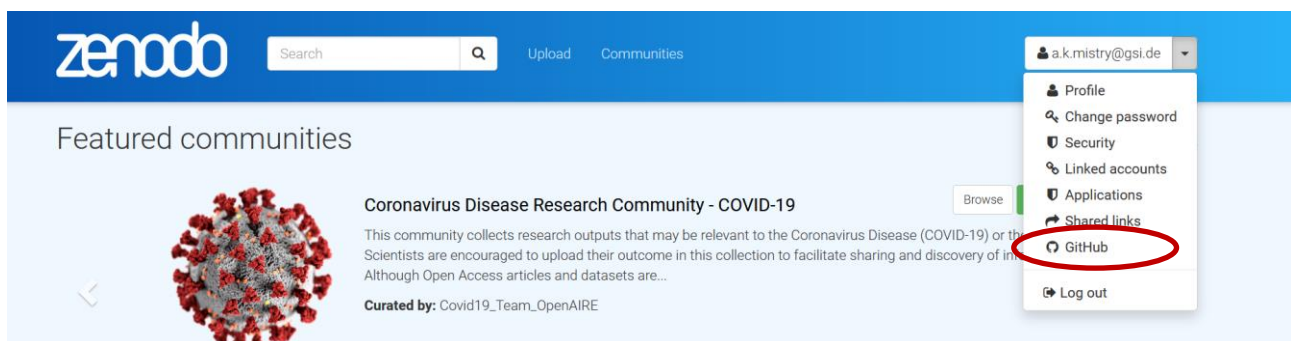 zenodo
Search
Upload
Communities
a.k.mistry@gsi.de
Profile
Change password
Security
Linked accounts
Applications
Shared links
GitHub
Log out
Featured communities
Coronavirus Disease Research Community - COVID-19
Browse
This community collects research outputs that may be relevant to the Coronavirus Disease (COVID-19) or
Scientists are encouraged to upload their outcome in this collection to facilitate sharing and discovery of
Although Open Access articles and datasets are...
Curated by: Covid19_Team_OpenAIRE